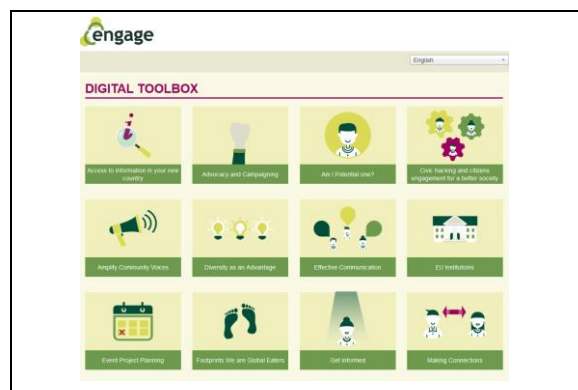 engage
English
DIGITAL TOOLBOX
Access to Information in your new
country
Advocacy and Campaigning
Am I Potential one?
Civic hacking and citizens
engagement for a better society
Amplify Community Voices
Diversity as an Advantage
Effective Communication
EU Institutions
Event Project Planning
Footprints We are Global Eaters
Get Informed
Making Connections